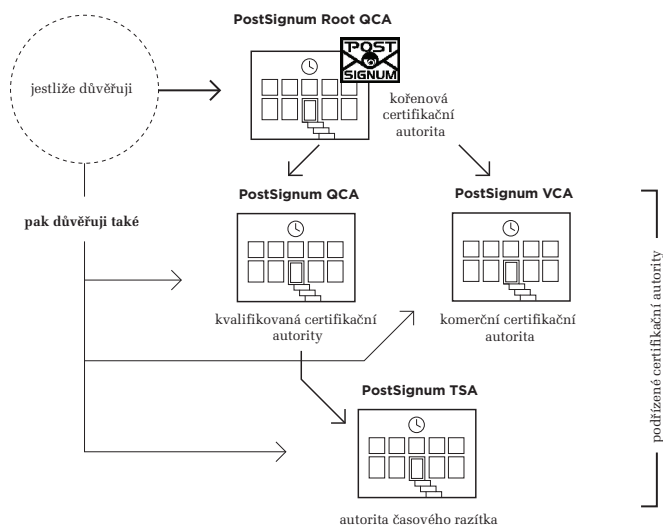 PostSignum Root QCA
POST
SIGNUM
jestliže důvěřuji
kořenová
certifikační
autorita
PostSignum QCA
PostSignum VCA
pak důvěřuji také
kvalifikovaná certifikační
autority
komerční certifikační
autorita
PostSignum TSA
autorita časového razítka
podřízené certifikační autority